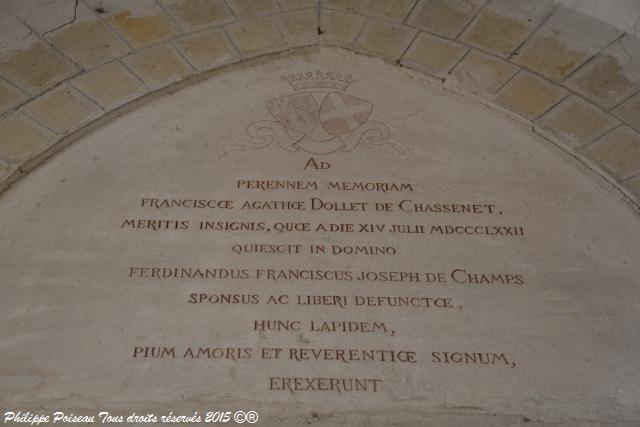 AD
PERENNEM MEMORIAM
FRANCISCŒ AGATHŒ DOLLET DE CHASSENET,
MERITIS INSIGNIS, QUŒ A DIE XIV JULII MDCCCLXXII
QUIESCIT IN DOMINO
FERDINANDUS FRANCISCUS JOSEPH DE CHAMPS
SPONSUS AC LIBERI DEFUNCTŒ,
HUNC LAPIDEM,
PIUM AMORIS ET REVERENTIŒ SIGNUM,
EREXERUNT
Philippe Poiseau Tous droits réservés 2015©®